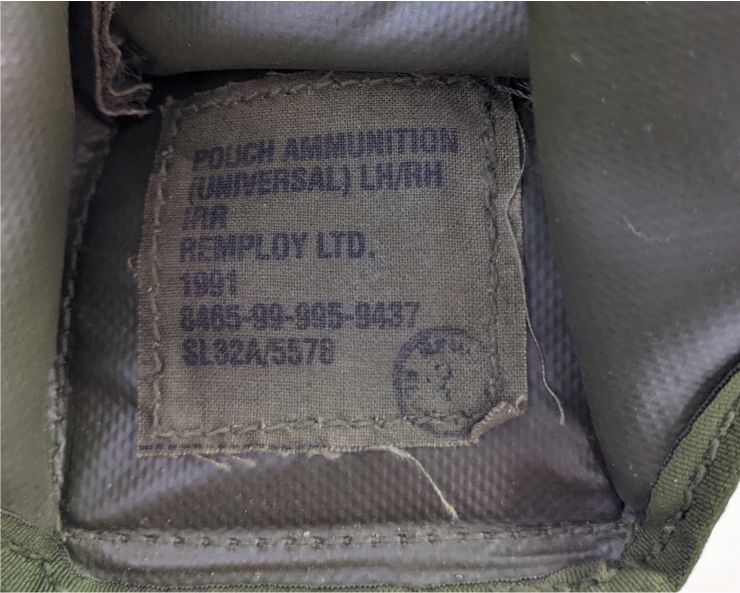 POUCH AMMUNITION
(UNIVERSAL) LH/RH
IRR
REMPLOY LTD.
1991
8465-99-995-9437
SL32A/5578